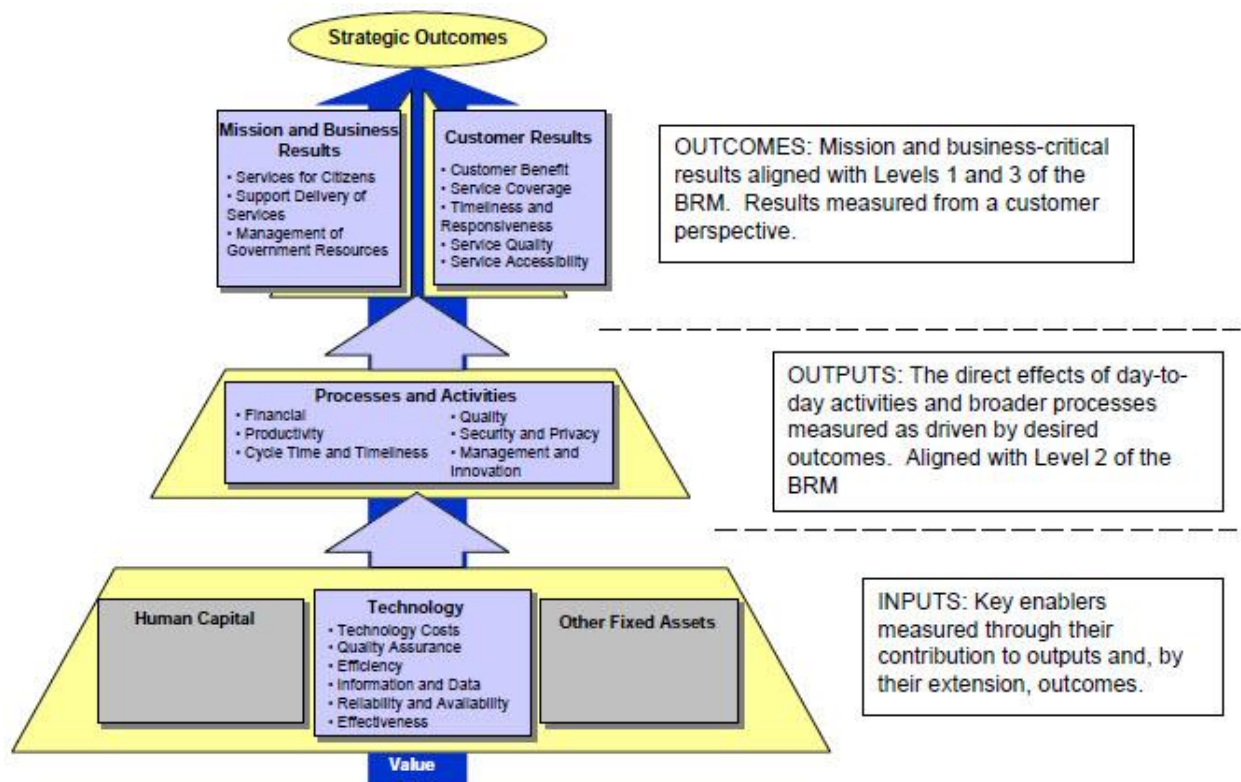 Strategic Outcomes
Mission and Business
Results
• Services for Citizens
• Support Delivery of
Services
• Management of
Government Resources
Customer Results
• Customer Benefit
• Service Coverage
• Timeliness and
Responsiveness
• Service Quality
• Service Accessibility
OUTCOMES: Mission and business-critical
results aligned with Levels 1 and 3 of the
BRM. Results measured from a customer
perspective.
Processes and Activities
• Financial
• Productivity
• Cycle Time and Timeliness
• Quality
• Security and Privacy
• Management and
Innovation
OUTPUTS: The direct effects of day-to-
day activities and broader processes
measured as driven by desired
outcomes. Aligned with Level 2 of the
BRM
Human Capital
Technology
• Technology Costs
• Quality Assurance
• Efficiency
• Information and Data
• Reliability and Availability
• Effectiveness
Other Fixed Assets
INPUTS: Key enablers
measured through their
contribution to outputs and, by
their extension, outcomes.
Value